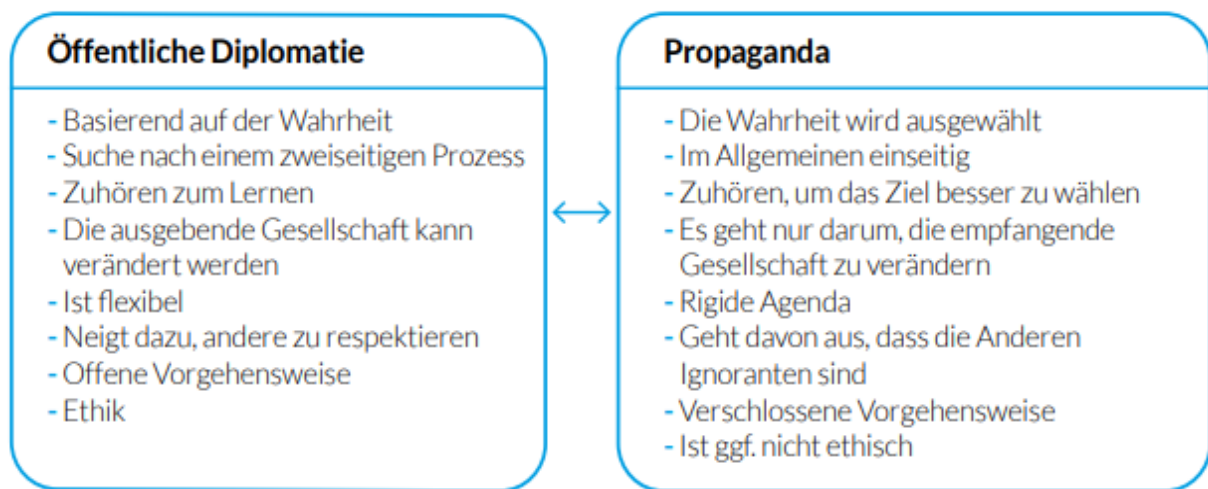 Öffentliche Diplomatie
- Basierend auf der Wahrheit
- Suche nach einem zweiseitigen Prozess
- Zuhören zum Lernen
- Die ausgebende Gesellschaft kann
verändert werden
- Ist flexibel
- Neigt dazu, andere zu respektieren
- Offene Vorgehensweise
- Ethik
Propaganda
- Die Wahrheit wird ausgewählt
- Im Allgemeinen einseitig
- Zuhören, um das Ziel besser zu wählen
- Es geht nur darum, die empfangende
Gesellschaft zu verändern
- Rigide Agenda
- Geht davon aus, dass die Anderen
Ignoranten sind
- Verschlossene Vorgehensweise
- Ist ggf. nicht ethisch